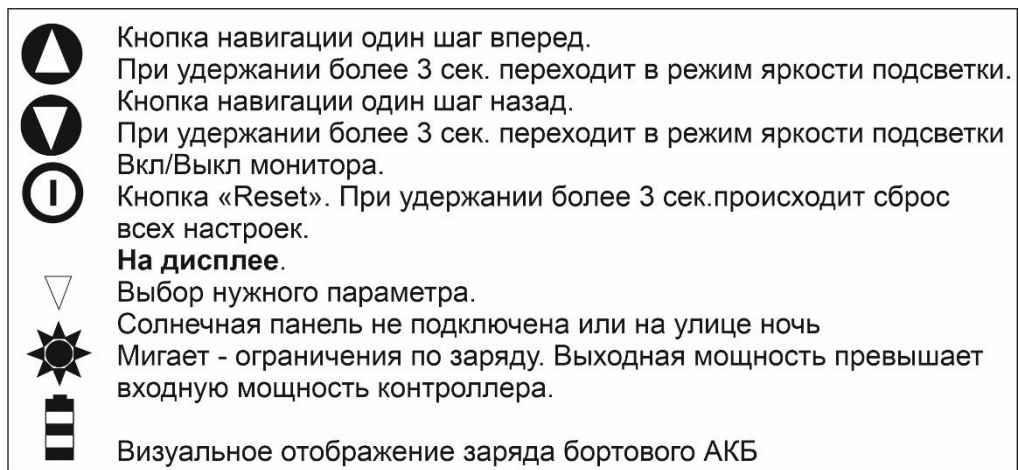 Кнопка навигации один шаг вперед.
При удержании более 3 сек. переходит в режим яркости подсветки.
Кнопка навигации один шаг назад.
При удержании более 3 сек. переходит в режим яркости подсветки
Вкл/Выкл монитора.
Кнопка «Reset». При удержании более 3 сек.происходит сброс
всех настроек.
На дисплее.
Выбор нужного параметра.
Солнечная панель не подключена или на улице ночь
Мигает - ограничения по заряду. Выходная мощность превышает
входную мощность контроллера.
Визуальное отображение заряда бортового АКБ